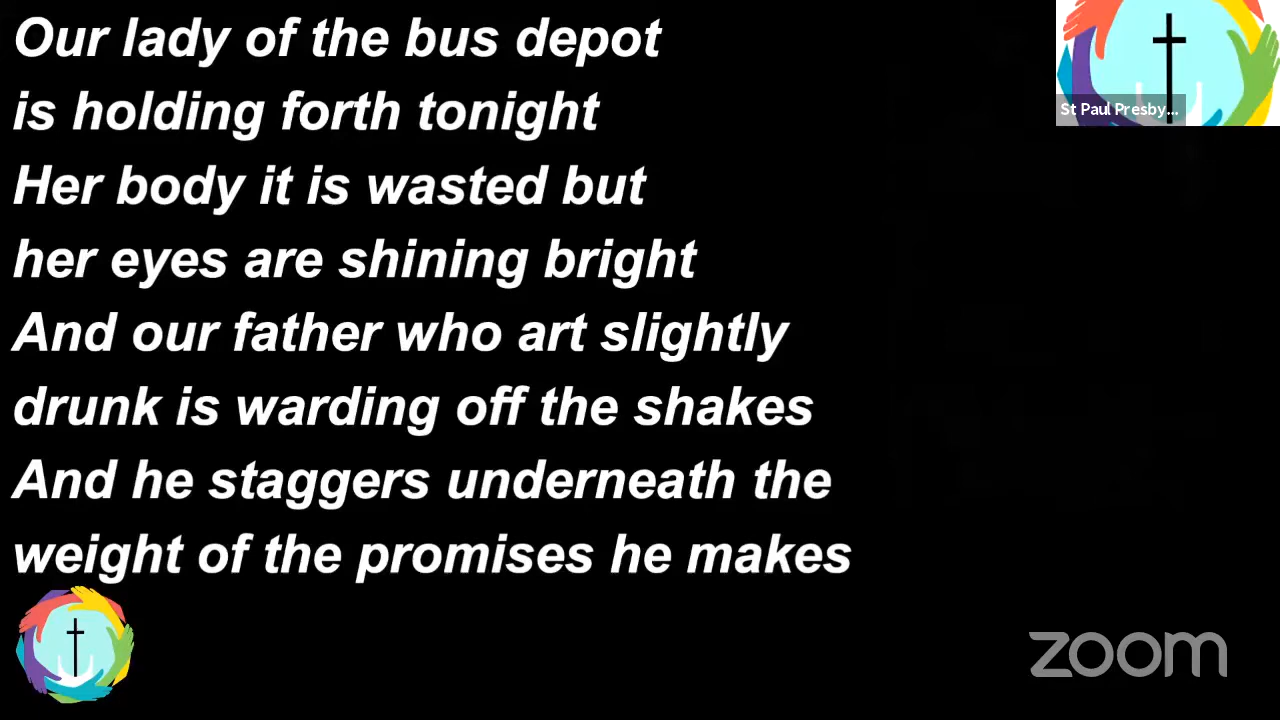 Our lady of the bus depot
is holding forth tonight
Her body it is wasted but
her eyes are shining bright
And our father who art slightly
drunk is warding off the shakes
And he staggers underneath the
weight of the promises he makes
St Paul Presby...
zoom